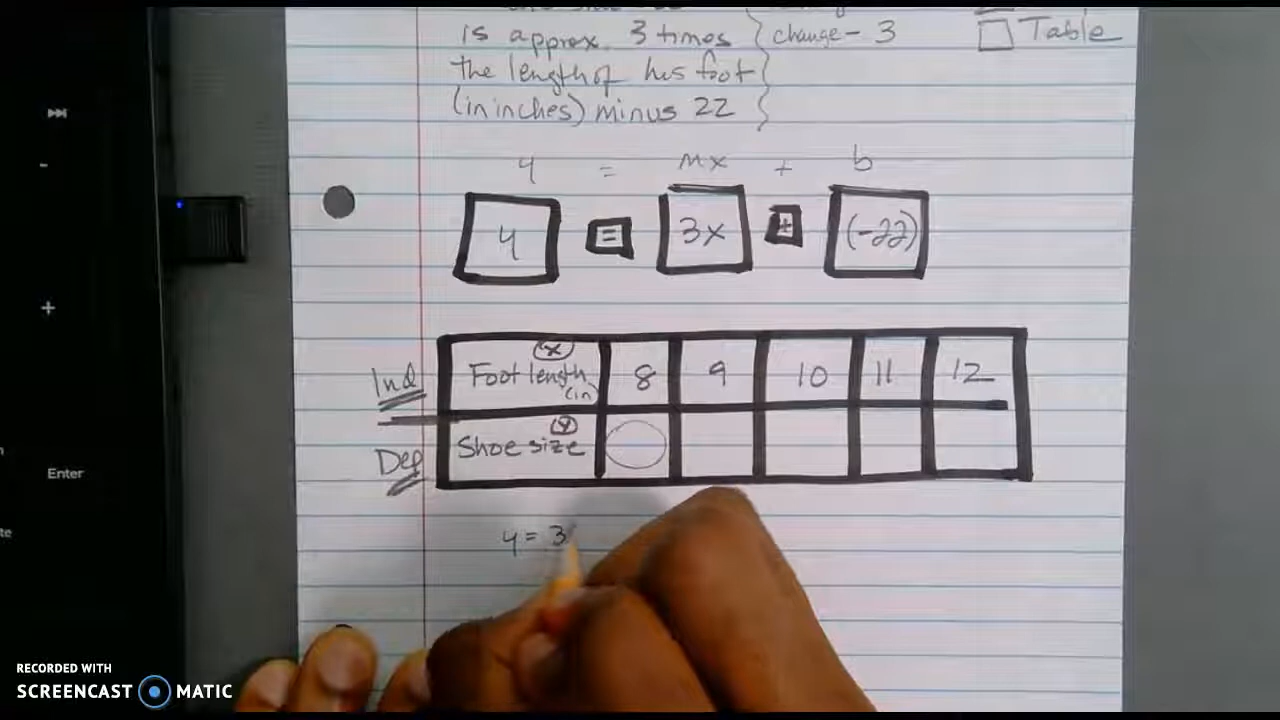 is approx. 3 times
the length of his foot
(in inches) minus 22
change - 3
Table
y = mx + b
y = 3x + (-22)
Ind
Foot length (x)
(in)
8 9 10 11 12
Dep
Shoe size (y)
y = 3
Enter
RECORDED WITH
SCREENCAST MATIC